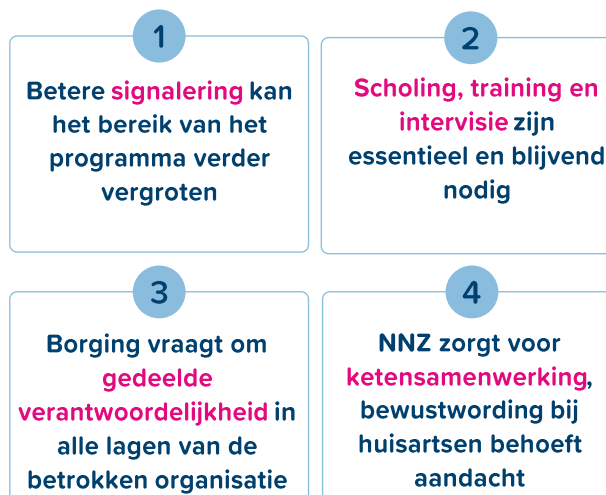 1
Betere signalering kan
het bereik van het
programma verder
vergroten
2
Scholing, training en
intervisie zijn
essentieel en blijvend
nodig
3
Borging vraagt om
gedeelde
verantwoordelijkheid in
alle lagen van de
betrokken organisatie
4
NNZ zorgt voor
ketensamenwerking,
bewustwording bij
huisartsen behoeft
aandacht